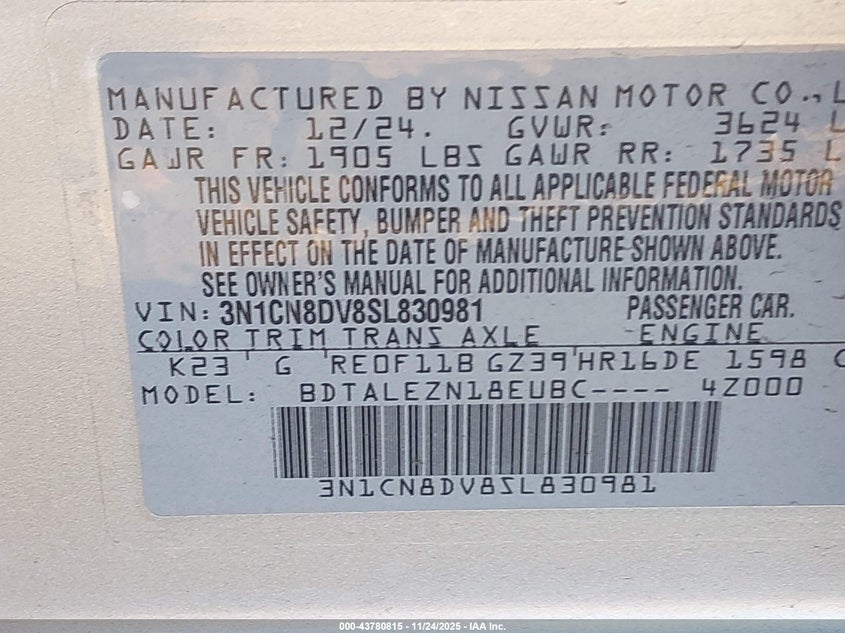 MANUFACTURED BY NISSAN MOTOR CO., L
DATE: 12/24. GVWR: 3624 L
GAWR FR: 1905 LBS GAWR RR: 1735 L
THIS VEHICLE CONFORMS TO ALL APPLICABLE FEDERAL MOTOR
VEHICLE SAFETY, BUMPER AND THEFT PREVENTION STANDARDS
IN EFFECT ON THE DATE OF MANUFACTURE SHOWN ABOVE.
SEE OWNER'S MANUAL FOR ADDITIONAL INFORMATION.
VIN: 3N1CN8DV8SL830981 PASSENGER CAR.
COLOR TRIM TRANS AXLE ENGINE
K23 ' G 'RE0F11B GZ39'HR16DE 1598 C
MODEL: BDTALEZN18EUBC---- 4Z000
3N1CN8DV8SL830981
000-43780815 - 11/24/2025 - IAA Inc.